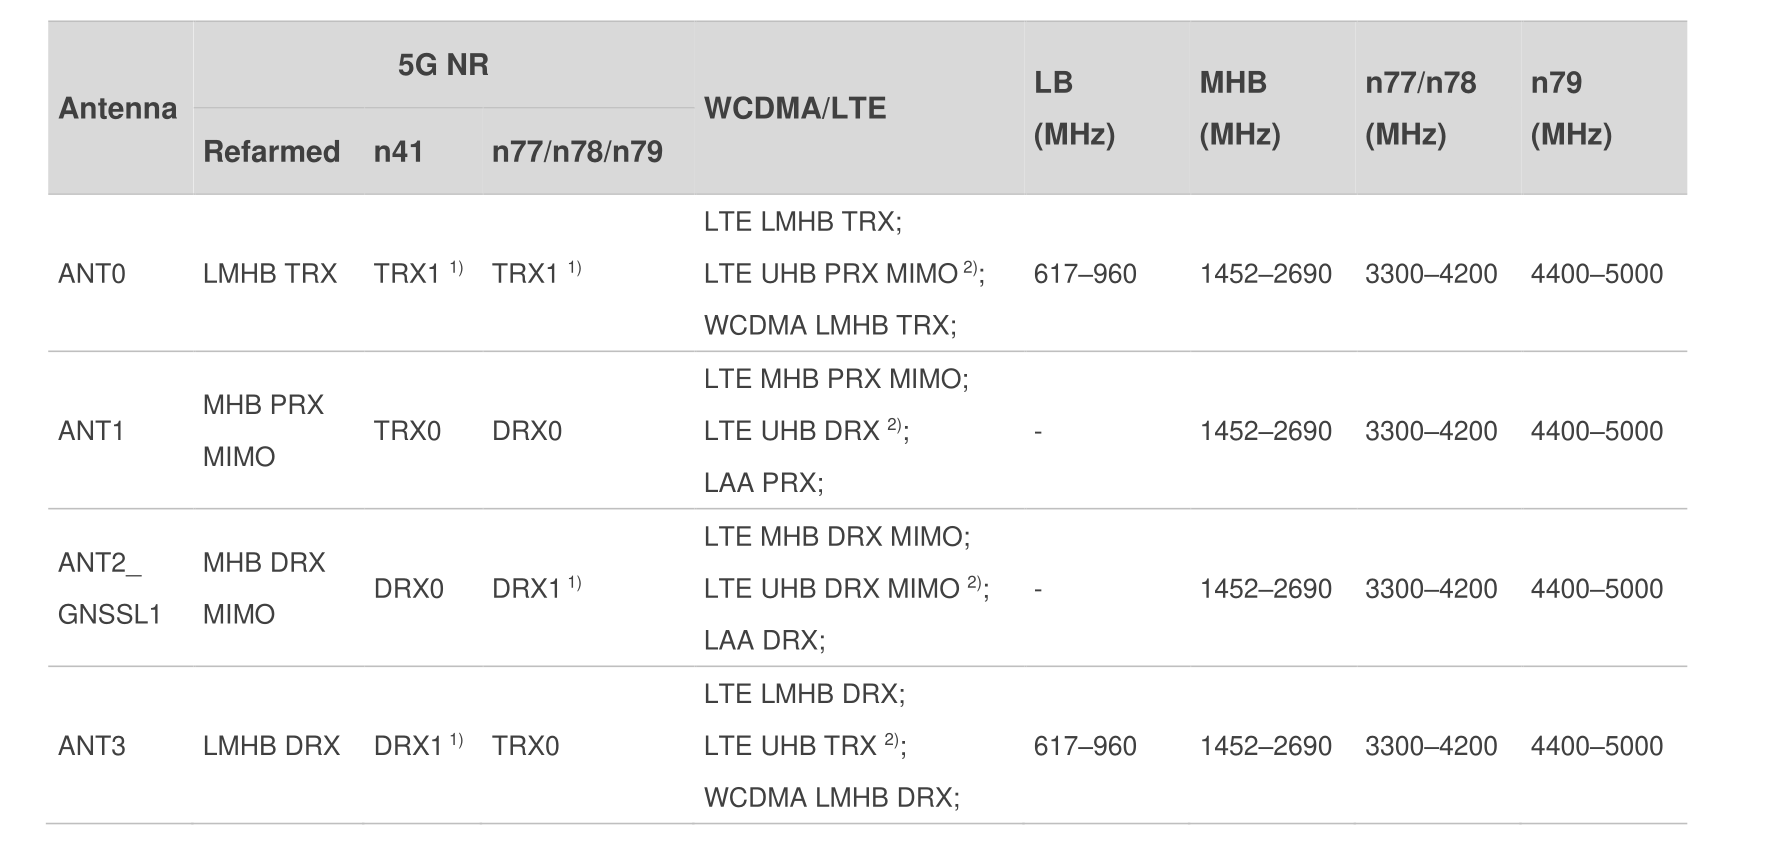 Antenna 5G NR WCDMA/LTE LB (MHz) MHB (MHz) n77/n78 (MHz) n79 (MHz)
Refarmed n41 n77/n78/n79
LTE LMHB TRX;
ANT0 LMHB TRX TRX1 1) TRX1 1) LTE UHB PRX MIMO 2); 617–960 1452–2690 3300–4200 4400–5000
WCDMA LMHB TRX;
LTE MHB PRX MIMO;
ANT1 MHB PRX MIMO TRX0 DRX0 LTE UHB DRX 2); - 1452–2690 3300–4200 4400–5000
LAA PRX;
LTE MHB DRX MIMO;
ANT2_GNSSL1 MHB DRX MIMO DRX0 DRX1 1) LTE UHB DRX MIMO 2); - 1452–2690 3300–4200 4400–5000
LAA DRX;
LTE LMHB DRX;
ANT3 LMHB DRX DRX1 1) TRX0 LTE UHB TRX 2); 617–960 1452–2690 3300–4200 4400–5000
WCDMA LMHB DRX;